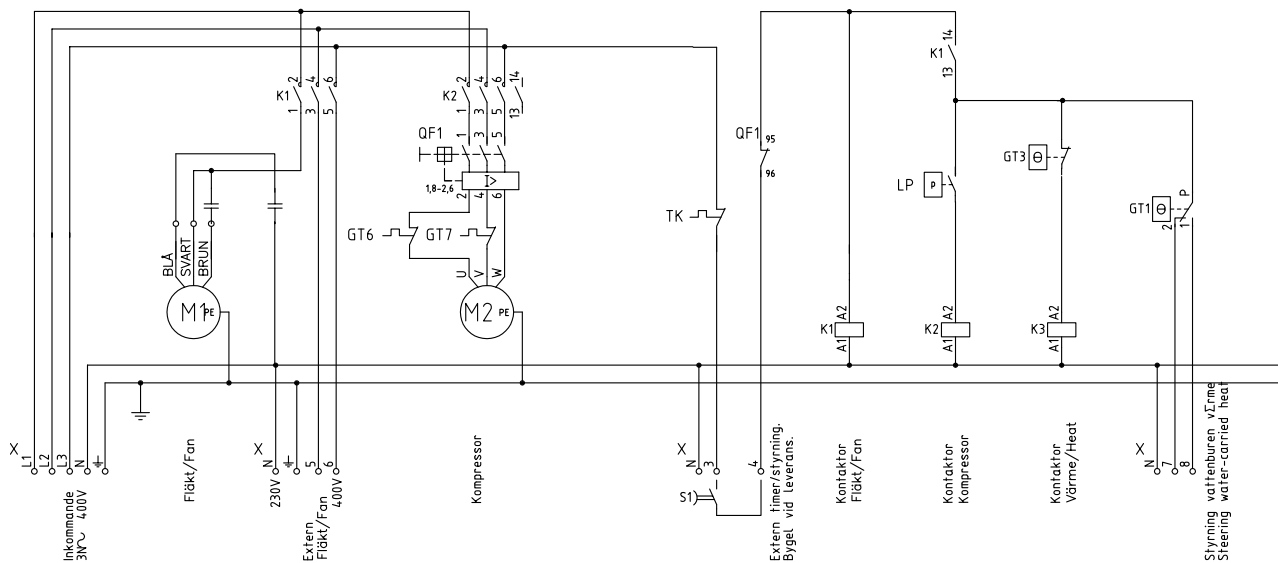 K1
2
4
6
1
3
5
K2
2
4
6
14
1
3
5
13
QF1
1
3
5
1,8-2,6
I>
2
4
6
GT6
GT7
U
V
W
M2
PE
BLÅ
SVART
BRUN
M1
PE
TK
QF1
95
96
K1
14
13
LP
P
GT3
Θ
GT1
Θ
P
2
1
K1
A2
A1
K2
A2
A1
K3
A2
A1
X
L1
L2
L3
N
Inkommande
3N~ 400V
Fläkt/Fan
X
N
5
6
230V
400V
Extern
Fläkt/Fan
Kompressor
X
N
3
4
S1
Extern timer/styrning.
Bygel vid leverans.
Kontaktor
Fläkt/Fan
Kontaktor
Kompressor
Kontaktor
Värme/Heat
X
N
7
8
Styrning vattenburen vΣrme
Steering water-carried heat